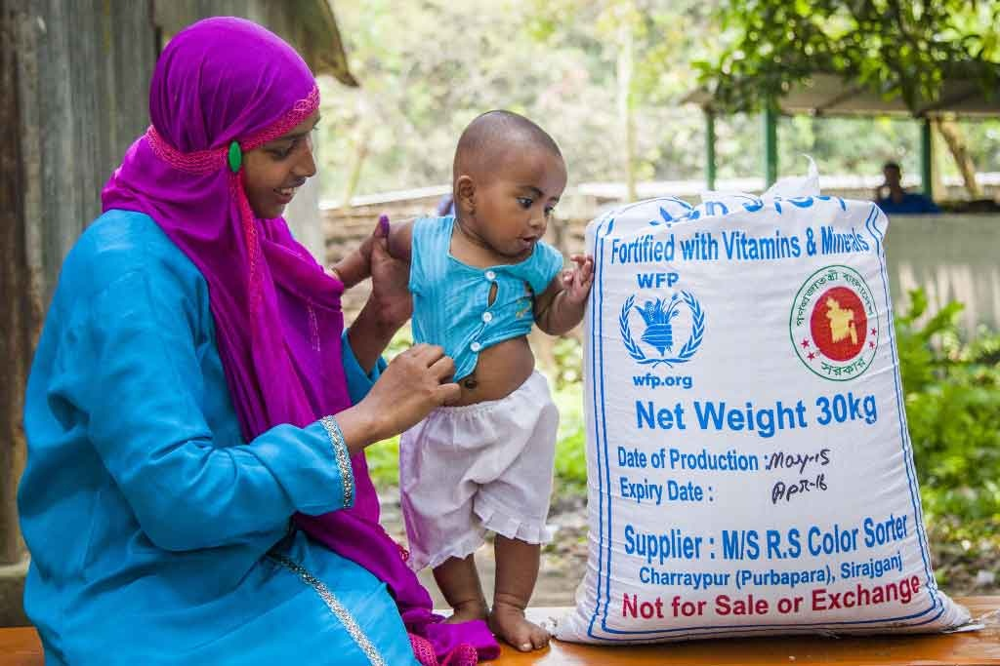 Fortified with Vitamins & Minerals
WFP
wfp.org
গণপ্রজাতন্ত্রী বাংলাদেশ
সরকার
Net Weight 30kg
Date of Production : May-15
Expiry Date : Apr-16
Supplier : M/S R.S Color Sorter
Charraypur (Purbapara), Sirajganj
Not for Sale or Exchange